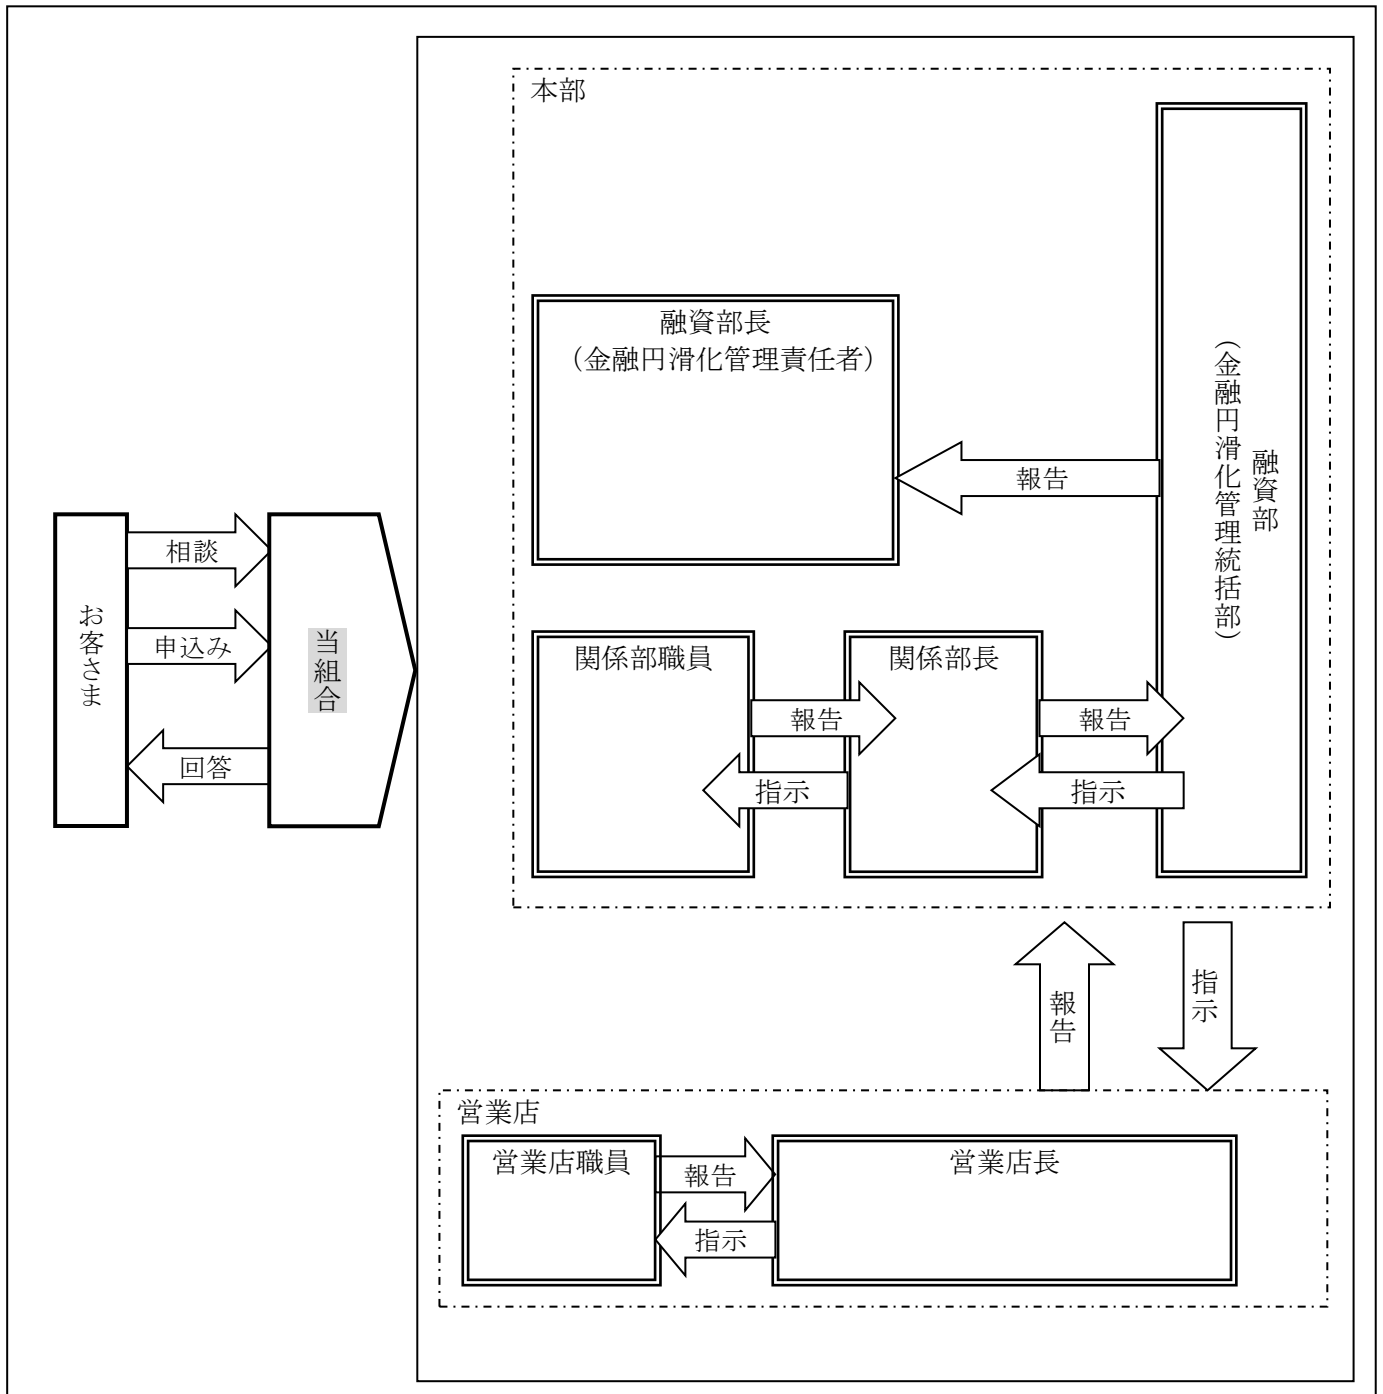 本部
融資部長
（金融円滑化管理責任者）
融資部
（金融円滑化管理統括部）
報告
相談
お客さま
申込み
当組合
回答
関係部職員
関係部長
報告
報告
指示
指示
報告
指示
営業店
営業店職員
営業店長
報告
指示